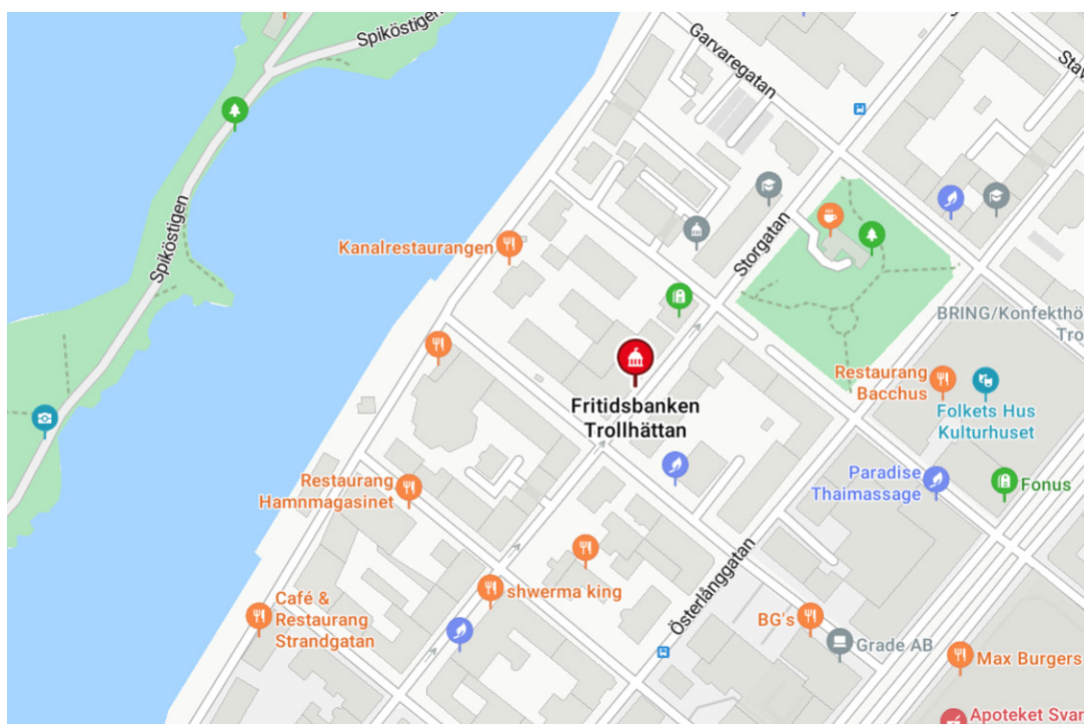 Spiköstigen
Garvaregatan
Spiköstigen
Kanalrestaurangen
Storgatan
BRING/Konfekthö
Tro
Restaurang
Bacchus
Folkets Hus
Kulturhuset
Fritidsbanken
Trollhättan
Paradise
Thaimassage
Fonus
Restaurang
Hamnmagasinet
Österlånggatan
shwerma king
Café &
Restaurang
Strandgatan
BG's
Grade AB
Max Burgers
Apoteket Svar